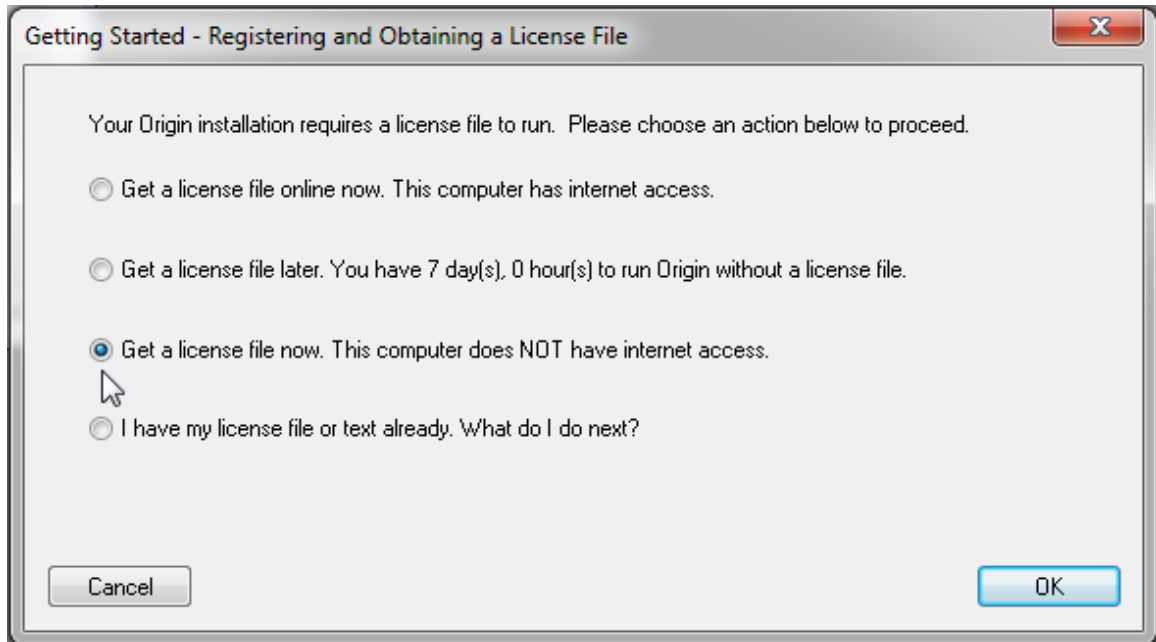 Getting Started - Registering and Obtaining a License File
Your Origin installation requires a license file to run.  Please choose an action below to proceed.
Get a license file online now. This computer has internet access.
Get a license file later. You have 7 day(s), 0 hour(s) to run Origin without a license file.
Get a license file now. This computer does NOT have internet access.
I have my license file or text already. What do I do next?
Cancel
OK